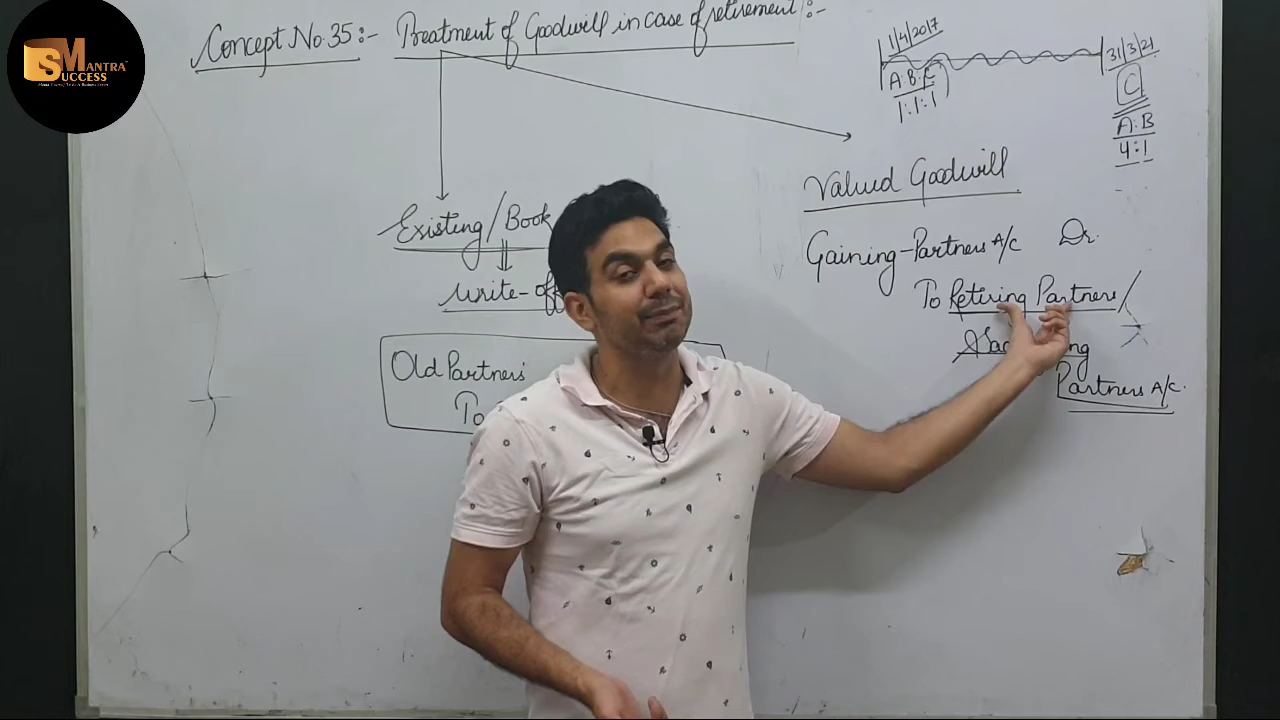 SMANTRA
SUCCESS
Concept No. 35:- Treatment of Goodwill in case of retirement:-
1/4/2017
31/3/21
A:B:C
1:1:1
C
A:B
4:1
Existing/Book
Write-off
Old Partners'
To
Valued Goodwill
Gaining-Partners A/C Dr.
To Retiring Partners/
Partners A/c.